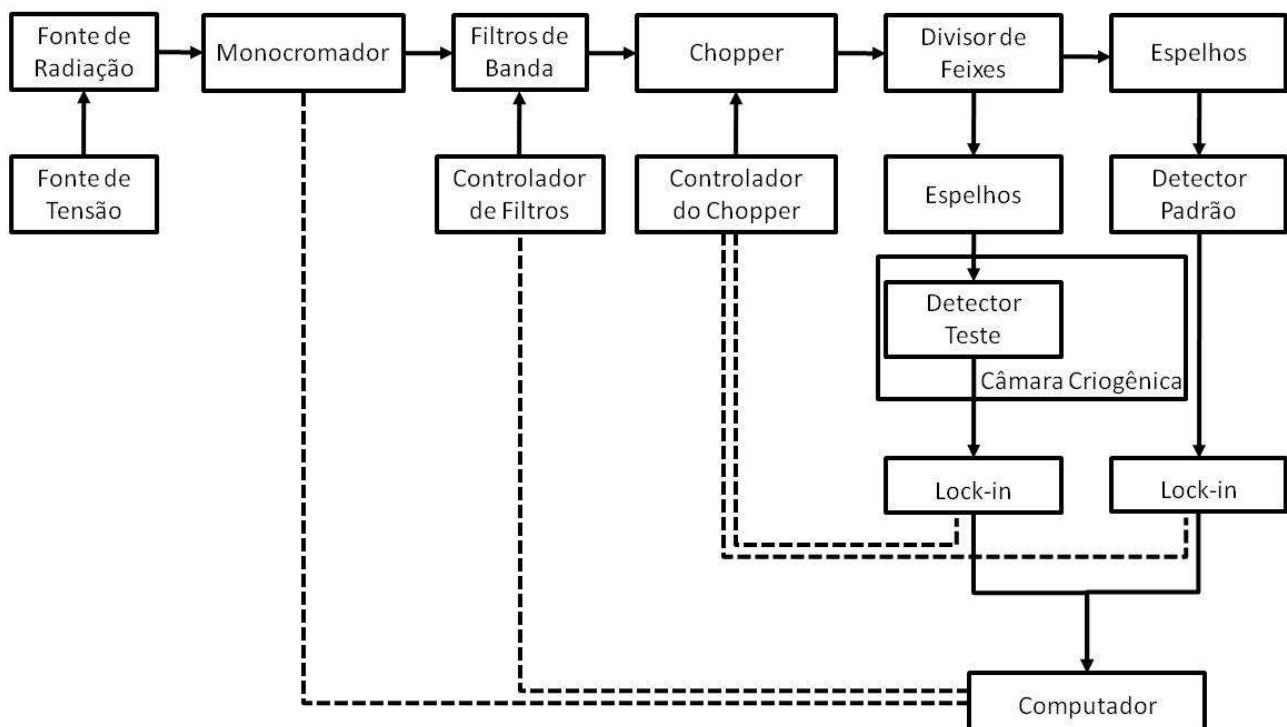 Fonte de
Radiação
Monocromador
Filtros de
Banda
Chopper
Divisor de
Feixes
Espelhos
Fonte de
Tensão
Controlador
de Filtros
Controlador
do Chopper
Espelhos
Detector
Padrão
Detector
Teste
Câmara Criogênica
Lock-in
Lock-in
Computador